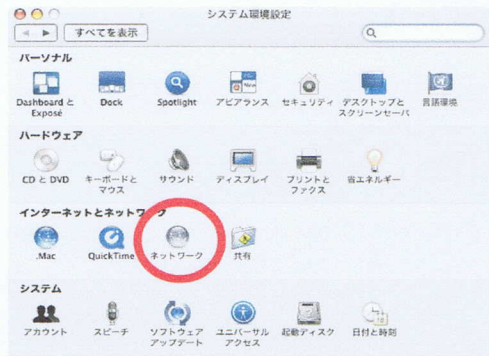 システム環境設定
すべてを表示
パーソナル
Dashboard と
Exposé
Dock
Spotlight
アピアランス
セキュリティ
デスクトップと
スクリーンセーバ
言語環境
ハードウェア
CD と DVD
キーボードと
マウス
サウンド
ディスプレイ
プリントと
ファクス
省エネルギー
インターネットとネットワーク
.Mac
QuickTime
ネットワーク
共有
システム
アカウント
スピーチ
ソフトウェア
アップデート
ユニバーサル
アクセス
起動ディスク
日付と時刻